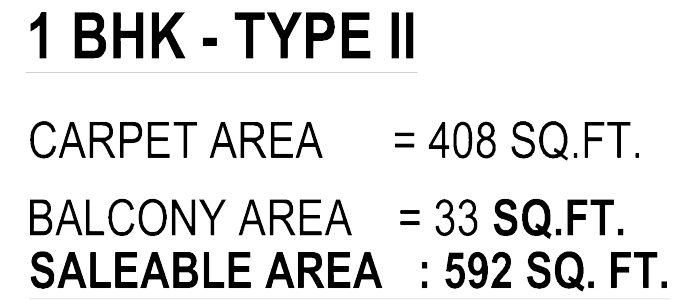 1 BHK - TYPE II
CARPET AREA = 408 SQ.FT.
BALCONY AREA = 33 SQ.FT.
SALEABLE AREA : 592 SQ. FT.